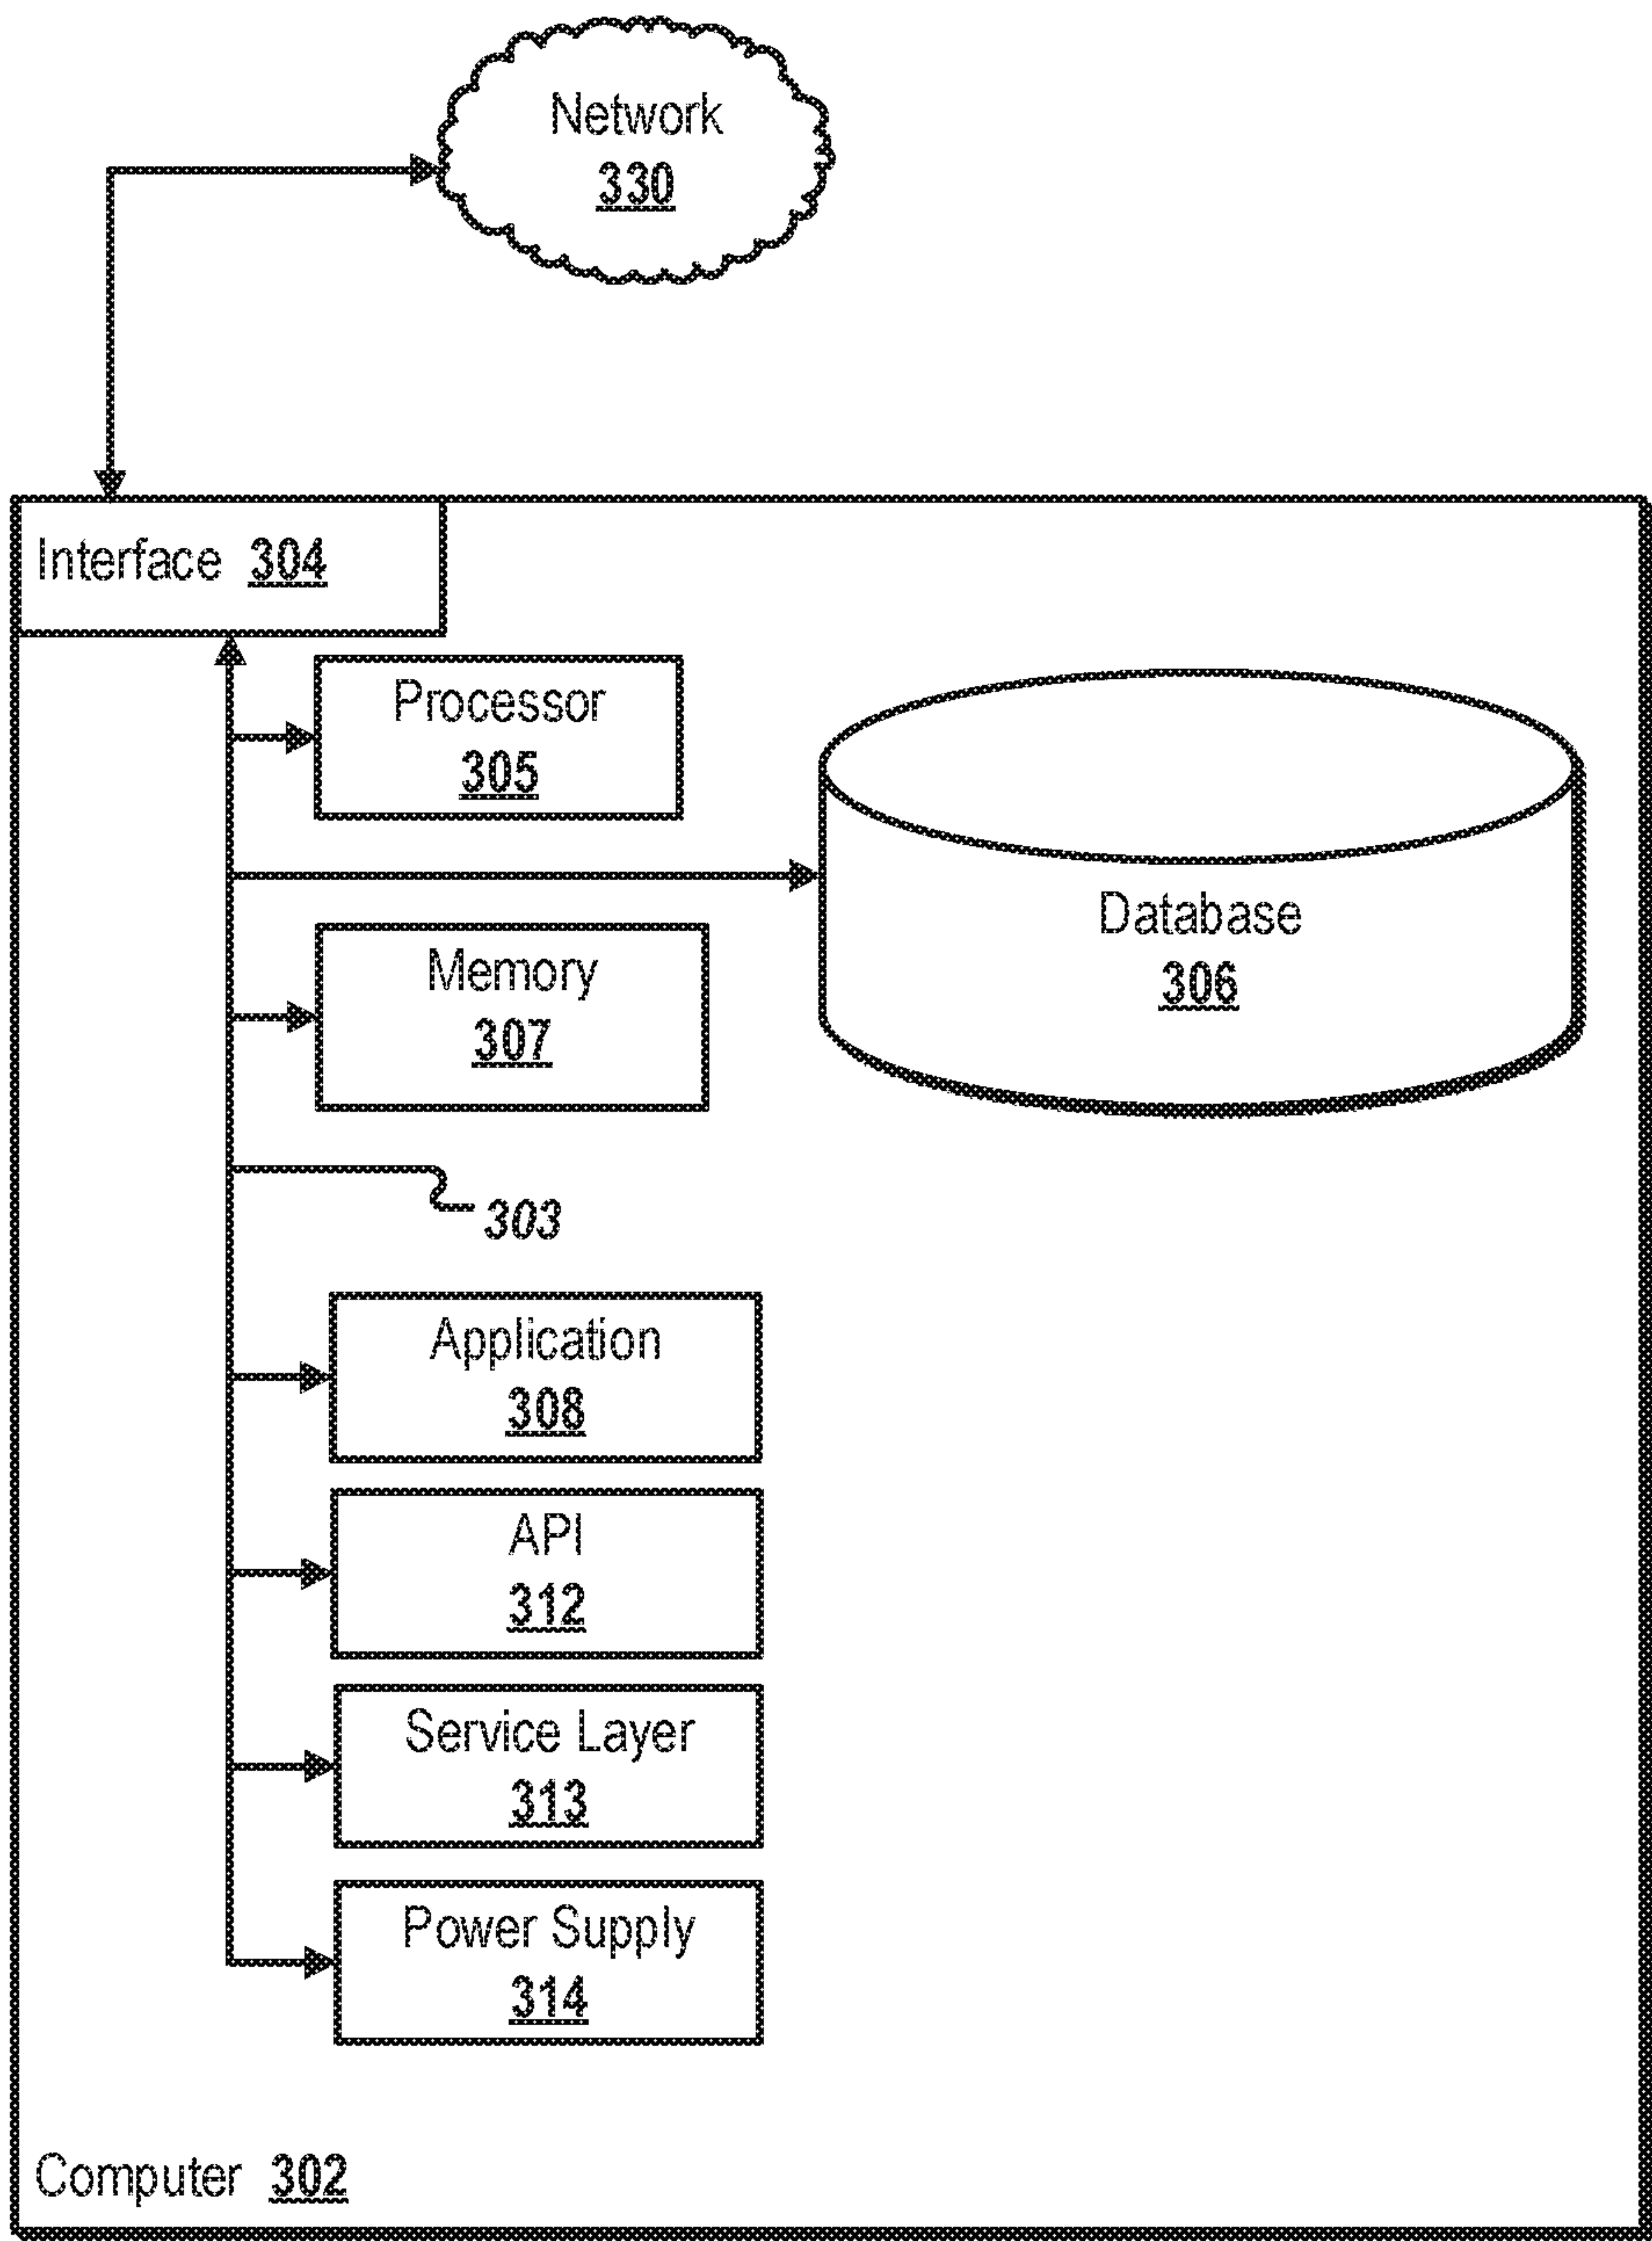 Network
330
Interface 304
Processor
305
Database
306
Memory
307
303
Application
308
API
312
Service Layer
313
Power Supply
314
Computer 302